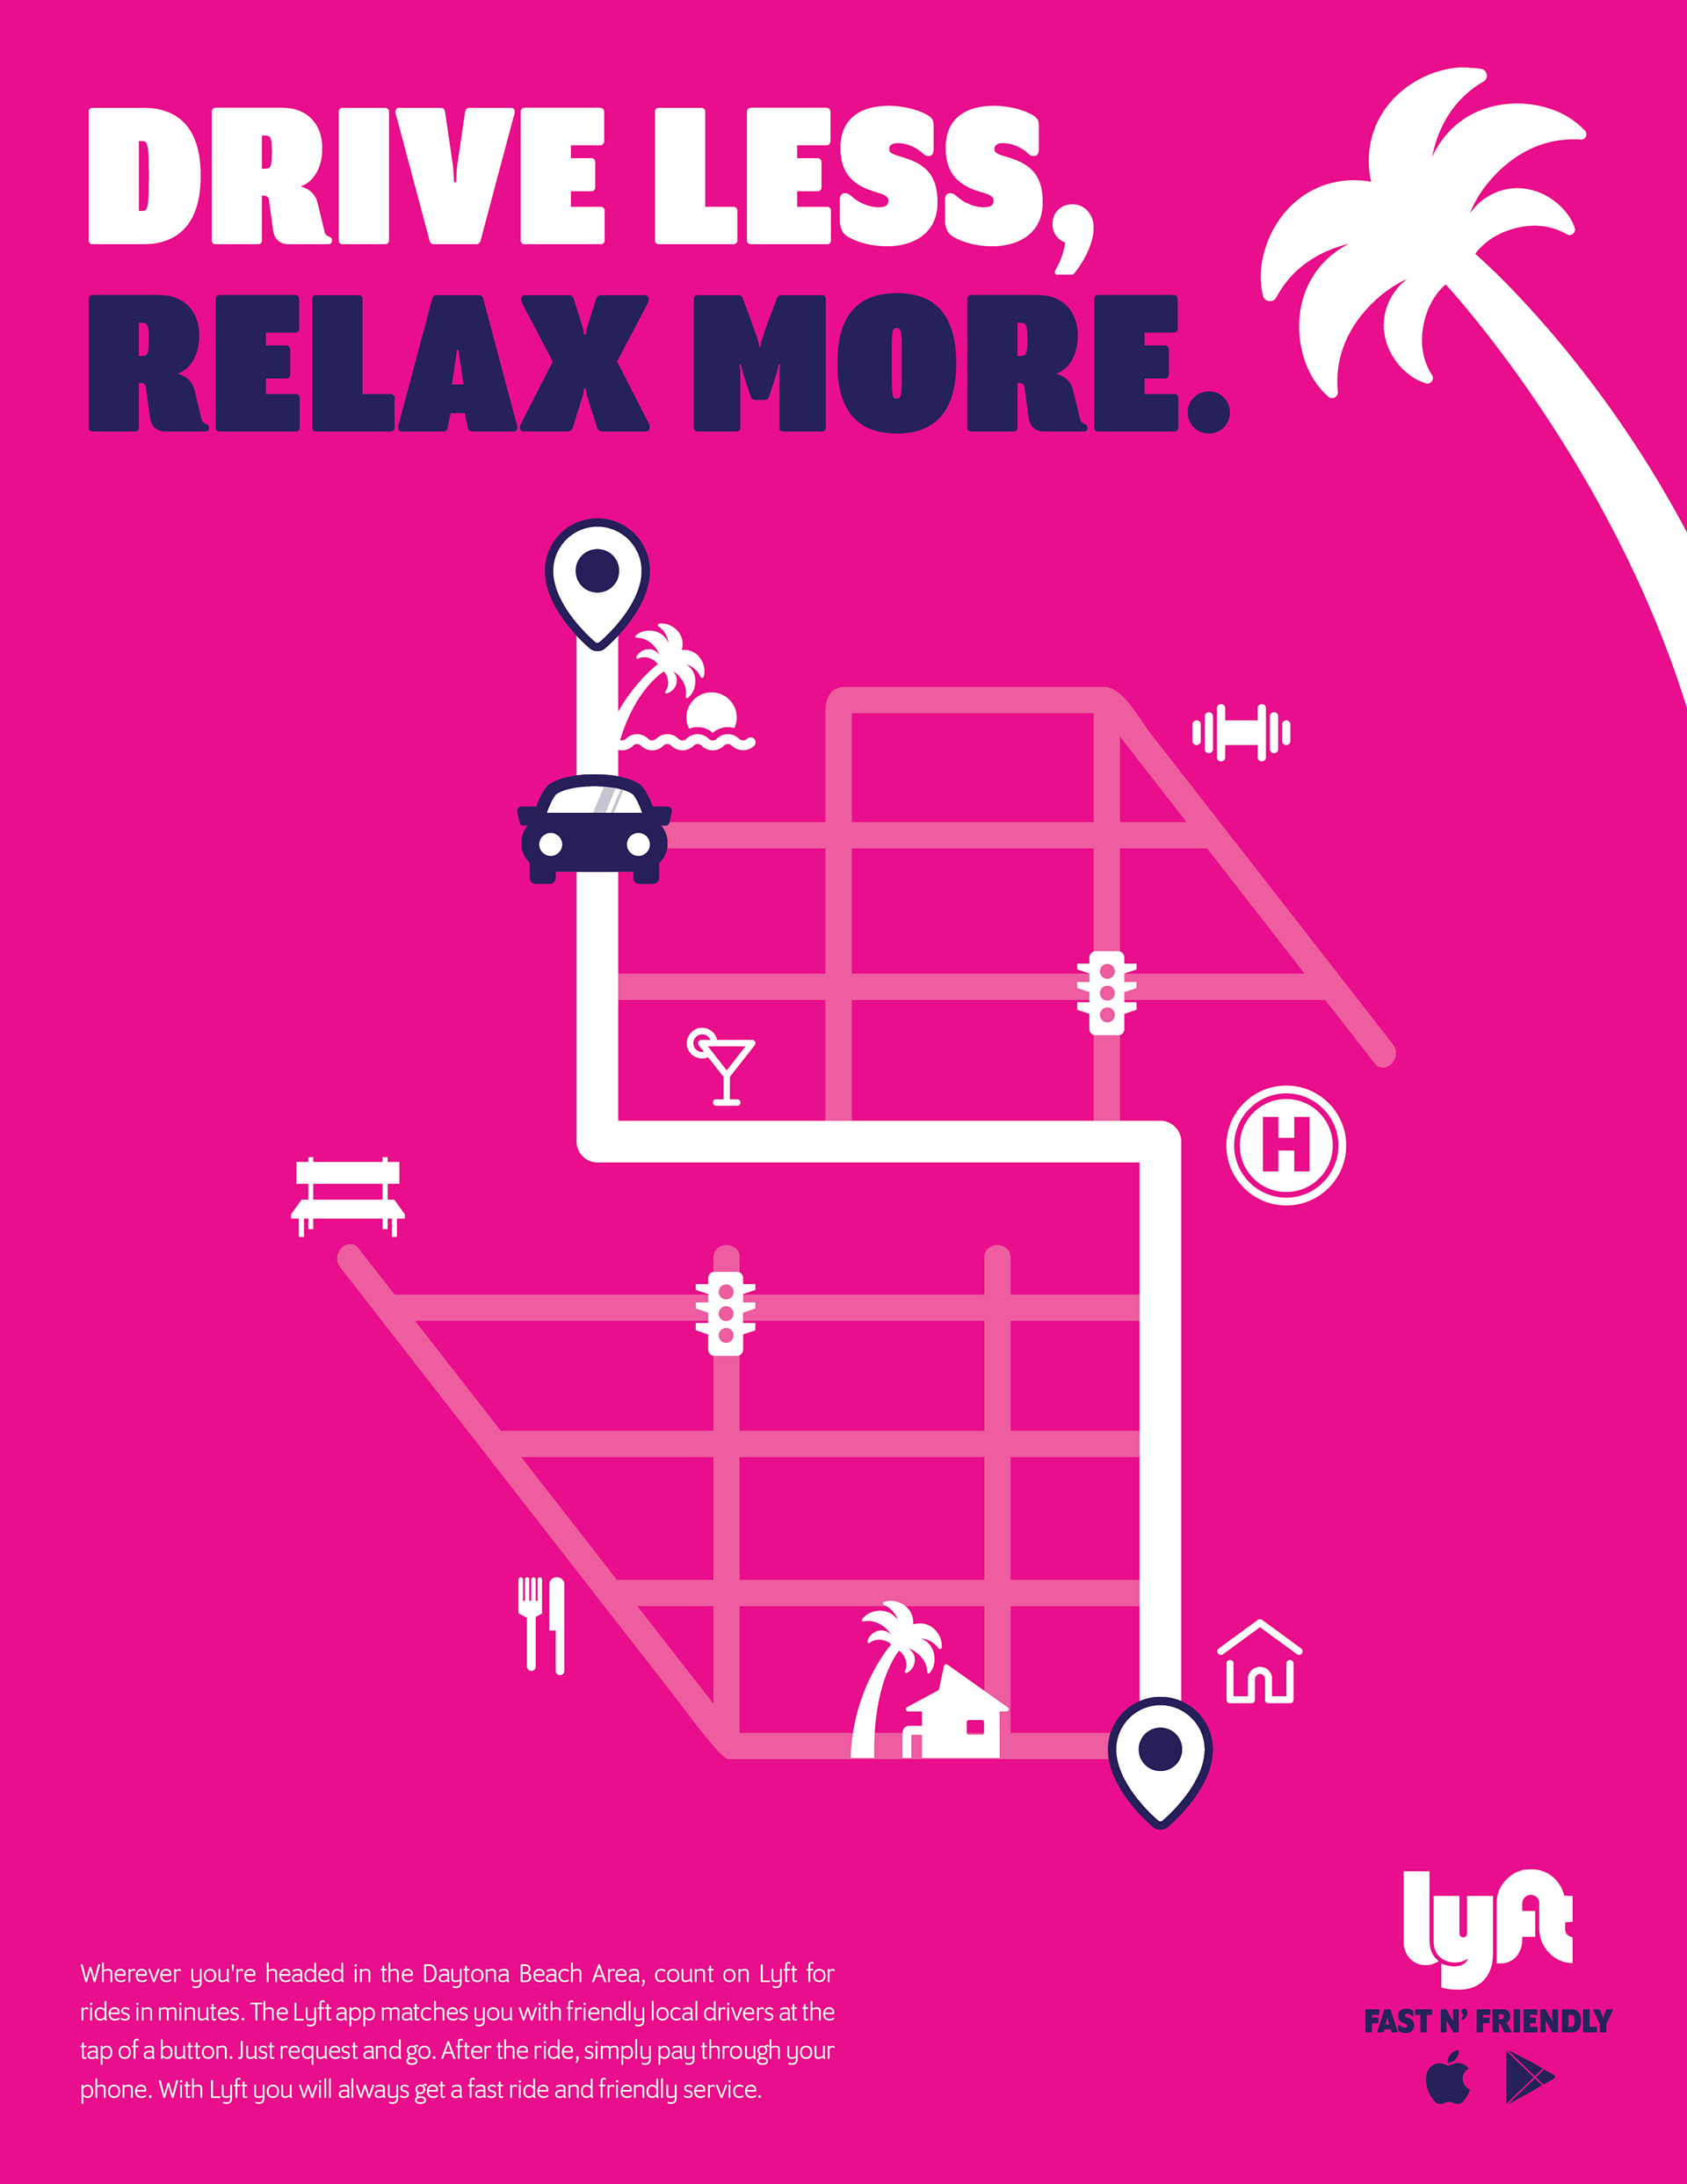 DRIVE LESS,
RELAX MORE.
H
Wherever you're headed in the Daytona Beach Area, count on Lyft for
rides in minutes. The Lyft app matches you with friendly local drivers at the
tap of a button. Just request and go. After the ride, simply pay through your
phone. With Lyft you will always get a fast ride and friendly service.
lyft
FAST N' FRIENDLY